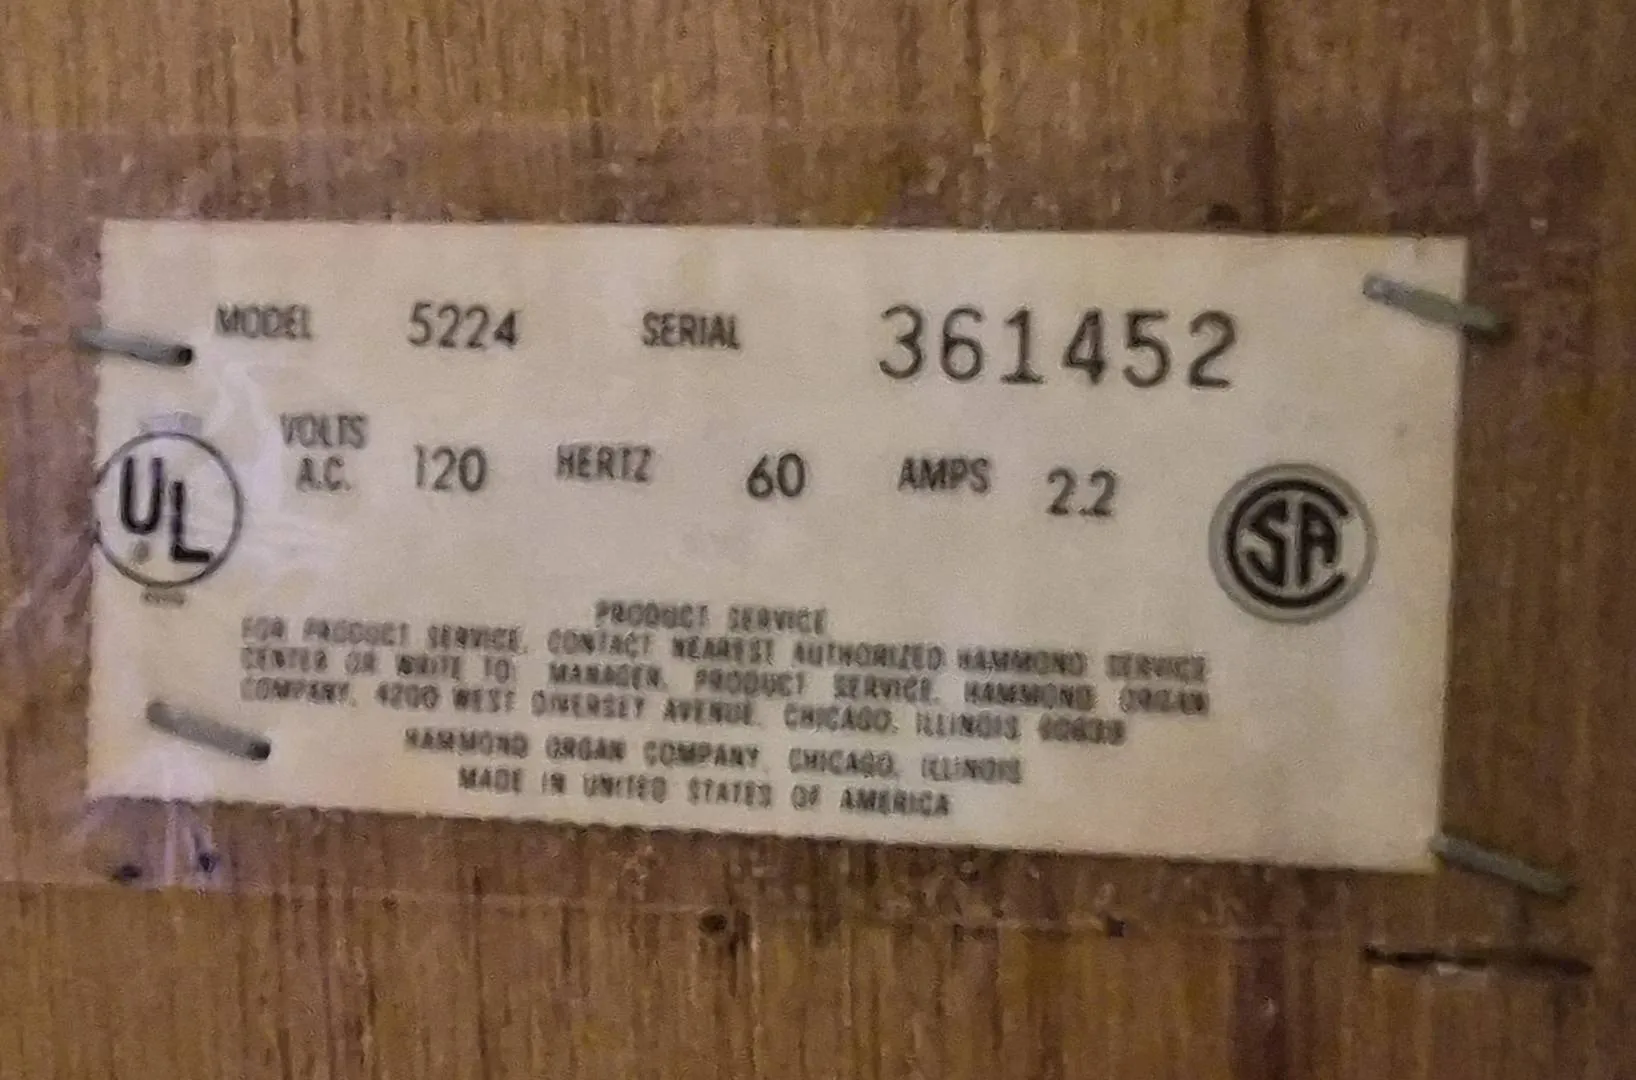 MODEL 5224 SERIAL 361452
VOLTS A.C. 120 HERTZ 60 AMPS 2.2
UL
SA
PRODUCT SERVICE
FOR PRODUCT SERVICE, CONTACT NEAREST AUTHORIZED HAMMOND SERVICE
CENTER OR WRITE TO: MANAGER, PRODUCT SERVICE, HAMMOND ORGAN
COMPANY, 4200 WEST DIVERSEY AVENUE, CHICAGO, ILLINOIS 60639
HAMMOND ORGAN COMPANY, CHICAGO, ILLINOIS
MADE IN UNITED STATES OF AMERICA